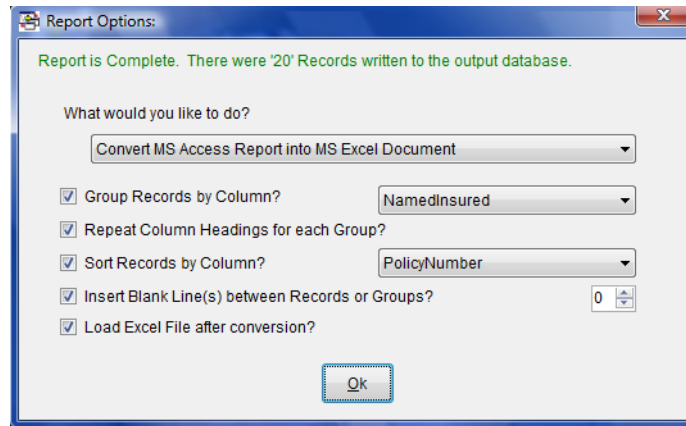 Report Options:
x
Report is Complete. There were '20' Records written to the output database.
What would you like to do?
Convert MS Access Report into MS Excel Document
Group Records by Column? NamedInsured
Repeat Column Headings for each Group?
Sort Records by Column? PolicyNumber
Insert Blank Line(s) between Records or Groups? 0
Load Excel File after conversion?
Ok